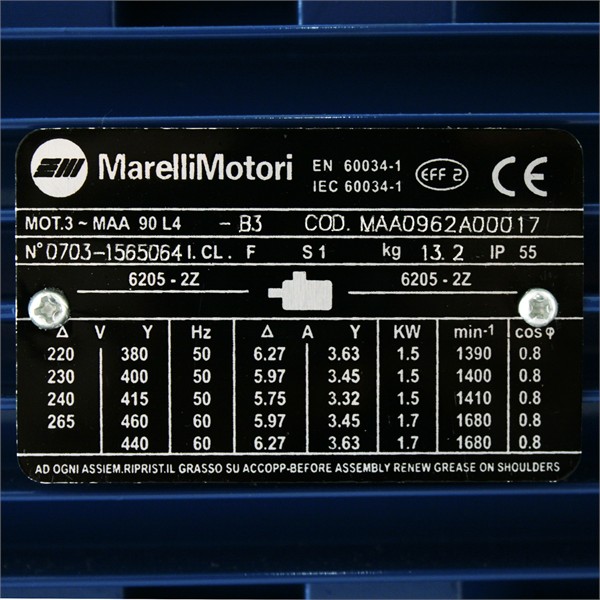 MarelliMotori EN 60034-1 EFF 2 CE
IEC 60034-1
MOT.3 ~ MAA 90 L4 - B3 COD. MAA0962A00017
N° 0703-1565064 I.CL. F S1 kg 13.2 IP 55
6205 - 2Z 6205 - 2Z
Δ V Y Hz Δ A Y KW min-1 cos φ
220 380 50 6.27 3.63 1.5 1390 0.8
230 400 50 5.97 3.45 1.5 1400 0.8
240 415 50 5.75 3.32 1.5 1410 0.8
265 460 60 5.97 3.45 1.7 1680 0.8
440 60 6.27 3.63 1.7 1680 0.8
AD OGNI ASSIEM.RIPRIST.IL GRASSO SU ACCOPP-BEFORE ASSEMBLY RENEW GREASE ON SHOULDERS